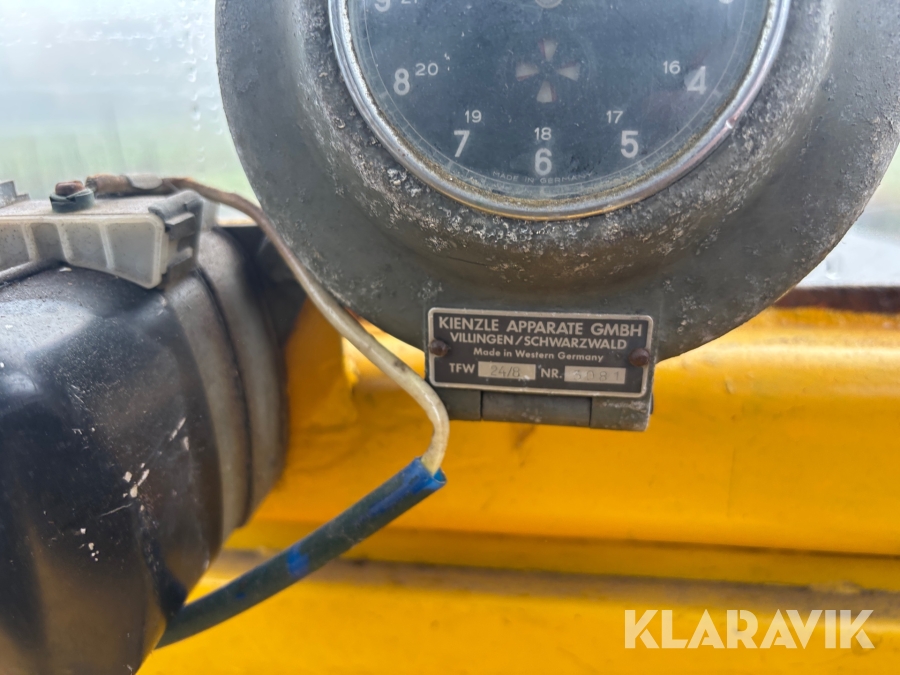 8 20
16 4
19
7
18
6
17
5
MADE IN GERMANY
KIENZLE APPARATE GMBH
VILLINGEN/SCHWARZWALD
Made in Western Germany
TFW 24/8 NR. 3081
KLARAVIK